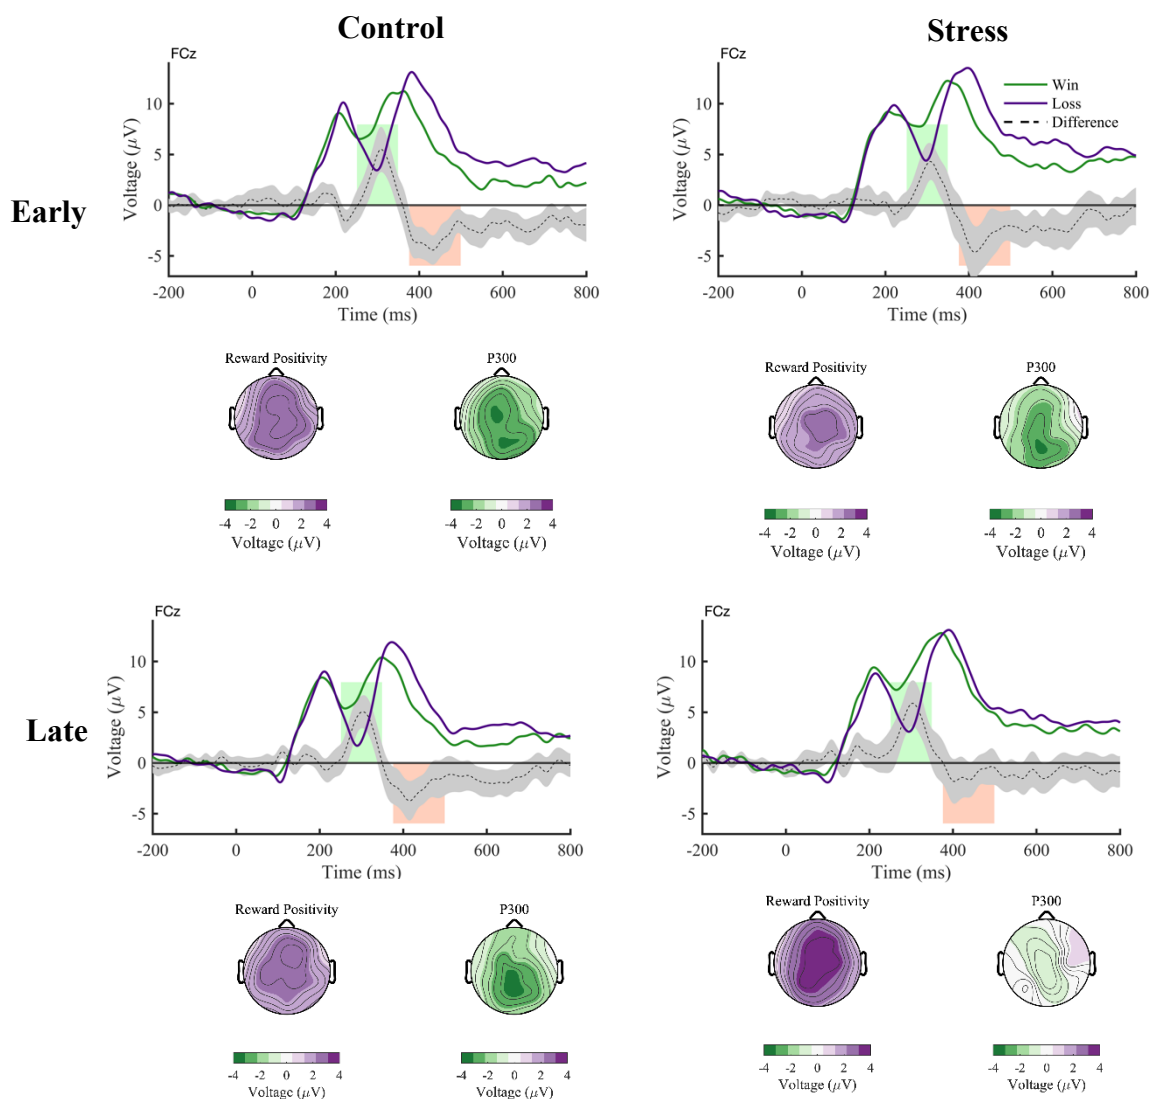 Control
Stress
Early
FCz
Voltage (μV)
10
5
0
-5
-200 0 200 400 600 800
Time (ms)
FCz
Win
Loss
Difference
Voltage (μV)
10
5
0
-5
-200 0 200 400 600 800
Time (ms)
Reward Positivity
P300
Reward Positivity
P300
-4 -2 0 2 4
Voltage (μV)
-4 -2 0 2 4
Voltage (μV)
-4 -2 0 2 4
Voltage (μV)
-4 -2 0 2 4
Voltage (μV)
Late
FCz
Voltage (μV)
10
5
0
-5
-200 0 200 400 600 800
Time (ms)
FCz
Voltage (μV)
10
5
0
-5
-200 0 200 400 600 800
Time (ms)
Reward Positivity
P300
Reward Positivity
P300
-4 -2 0 2 4
Voltage (μV)
-4 -2 0 2 4
Voltage (μV)
-4 -2 0 2 4
Voltage (μV)
-4 -2 0 2 4
Voltage (μV)